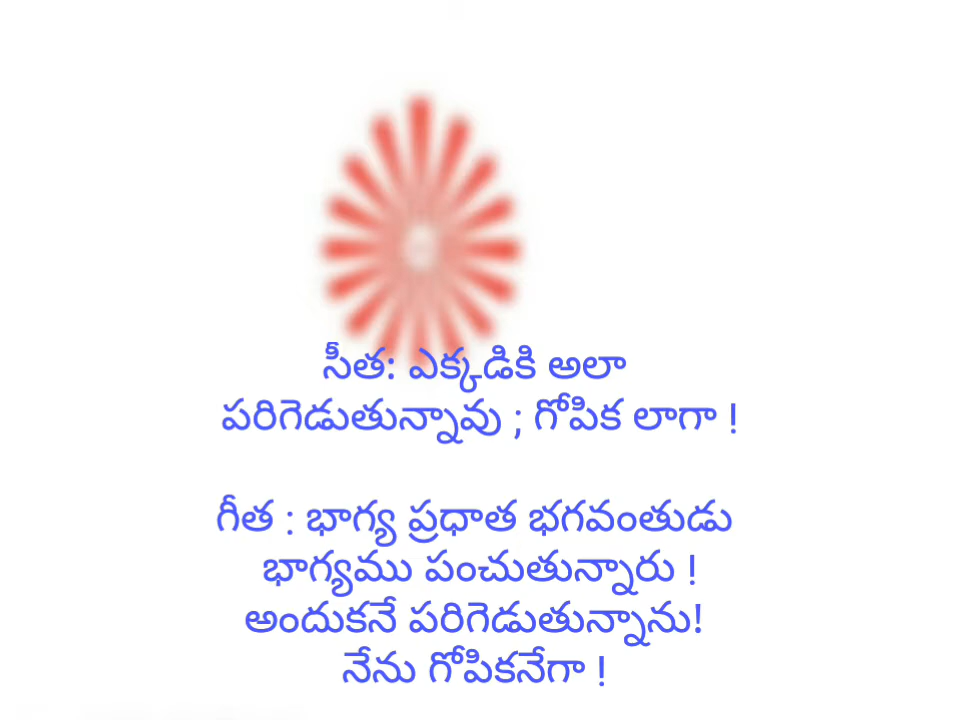 సీత: ఎక్కడికి అలా
పరిగెడుతున్నావు ; గోపిక లాగా !
గీత : భాగ్య ప్రధాత భగవంతుడు
భాగ్యము పంచుతున్నారు !
అందుకనే పరిగెడుతున్నాను!
నేను గోపికనేగా !